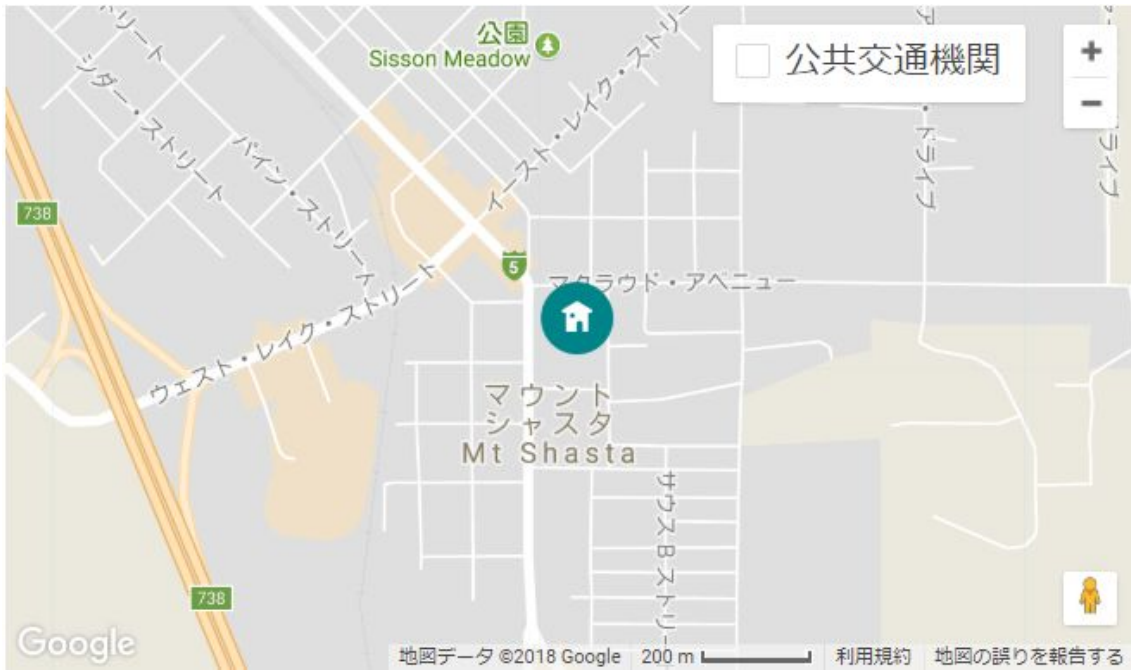 公園
Sisson Meadow
公共交通機関
シダー・ストリート
パイン・ストリート
イースト・レイク・ストリート
738
5
マクラウド・アベニュー
ウェスト・レイク・ストリート
マウント
シャスタ
Mt Shasta
サウス B ストリー
・ドライブ
738
Google
地図データ ©2018 Google
200 m
利用規約
地図の誤りを報告する